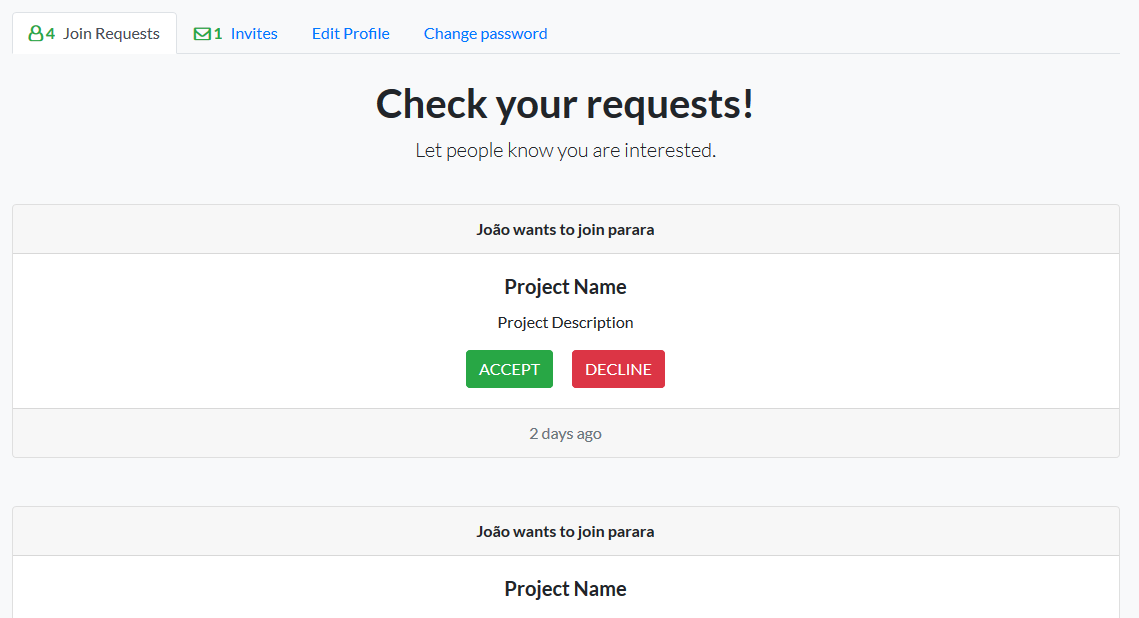 4 Join Requests 1 Invites Edit Profile Change password
Check your requests!
Let people know you are interested.
João wants to join parara
Project Name
Project Description
ACCEPT DECLINE
2 days ago
João wants to join parara
Project Name